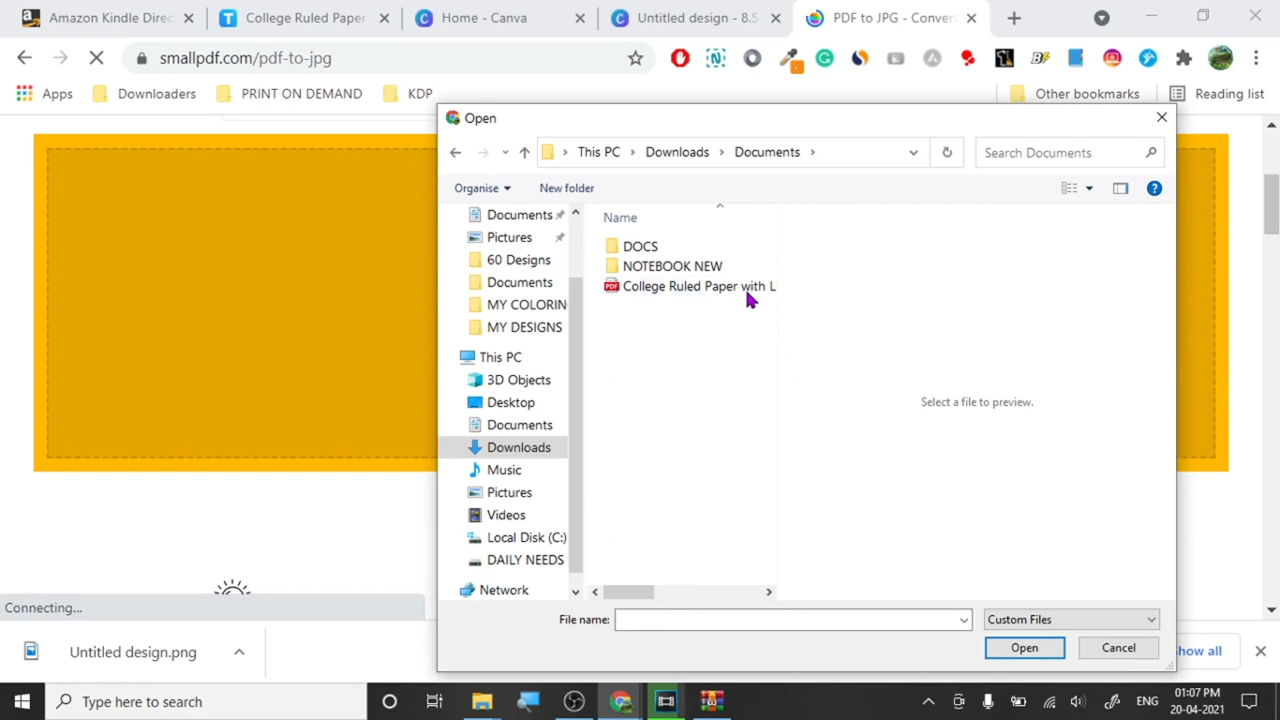 Amazon Kindle Direc
College Ruled Paper
Home - Canva
Untitled design - 8.5
PDF to JPG - Conver
smallpdf.com/pdf-to-jpg
Apps
Downloaders
PRINT ON DEMAND
KDP
Other bookmarks
Reading list
Open
This PC
Downloads
Documents
Search Documents
Organise
New folder
Documents
Pictures
60 Designs
Documents
MY COLORIN
MY DESIGNS
This PC
3D Objects
Desktop
Documents
Downloads
Music
Pictures
Videos
Local Disk (C:)
DAILY NEEDS
Network
Name
DOCS
NOTEBOOK NEW
PDF College Ruled Paper with L
Select a file to preview.
File name:
Custom Files
Open
Cancel
Connecting...
Untitled design.png
how all
Type here to search
ENG
01:07 PM
20-04-2021